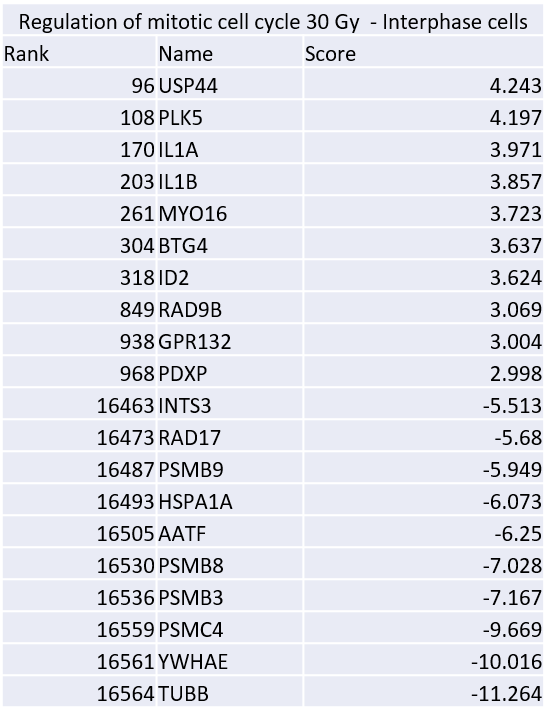 Regulation of mitotic cell cycle 30 Gy - Interphase cells
Rank Name Score
96 USP44 4.243
108 PLK5 4.197
170 IL1A 3.971
203 IL1B 3.857
261 MYO16 3.723
304 BTG4 3.637
318 ID2 3.624
849 RAD9B 3.069
938 GPR132 3.004
968 PDXP 2.998
16463 INTS3 -5.513
16473 RAD17 -5.68
16487 PSMB9 -5.949
16493 HSPA1A -6.073
16505 AATF -6.25
16530 PSMB8 -7.028
16536 PSMB3 -7.167
16559 PSMC4 -9.669
16561 YWHAE -10.016
16564 TUBB -11.264